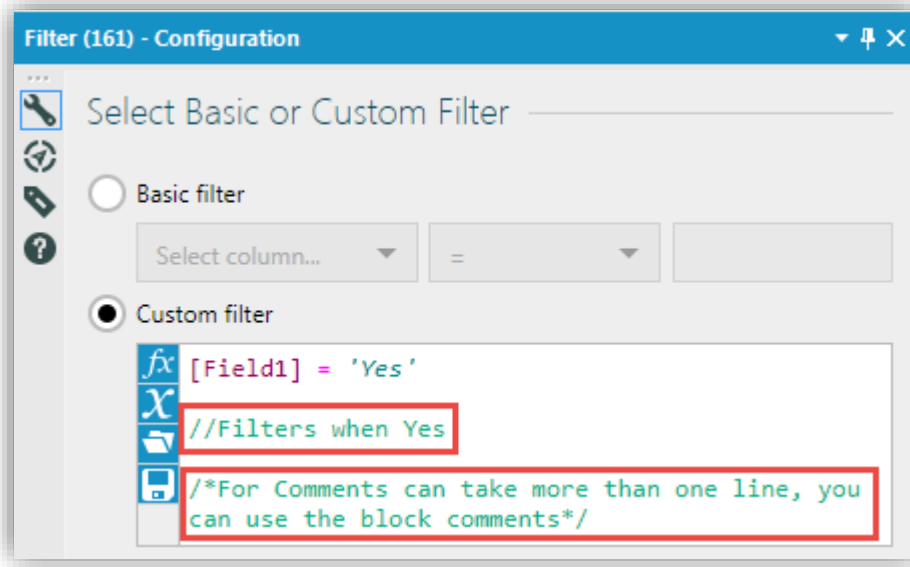 Filter (161) - Configuration
Select Basic or Custom Filter
Basic filter
Select column... =
Custom filter
fx [Field1] = 'Yes'
X
//Filters when Yes
/*For Comments can take more than one line, you
can use the block comments*/